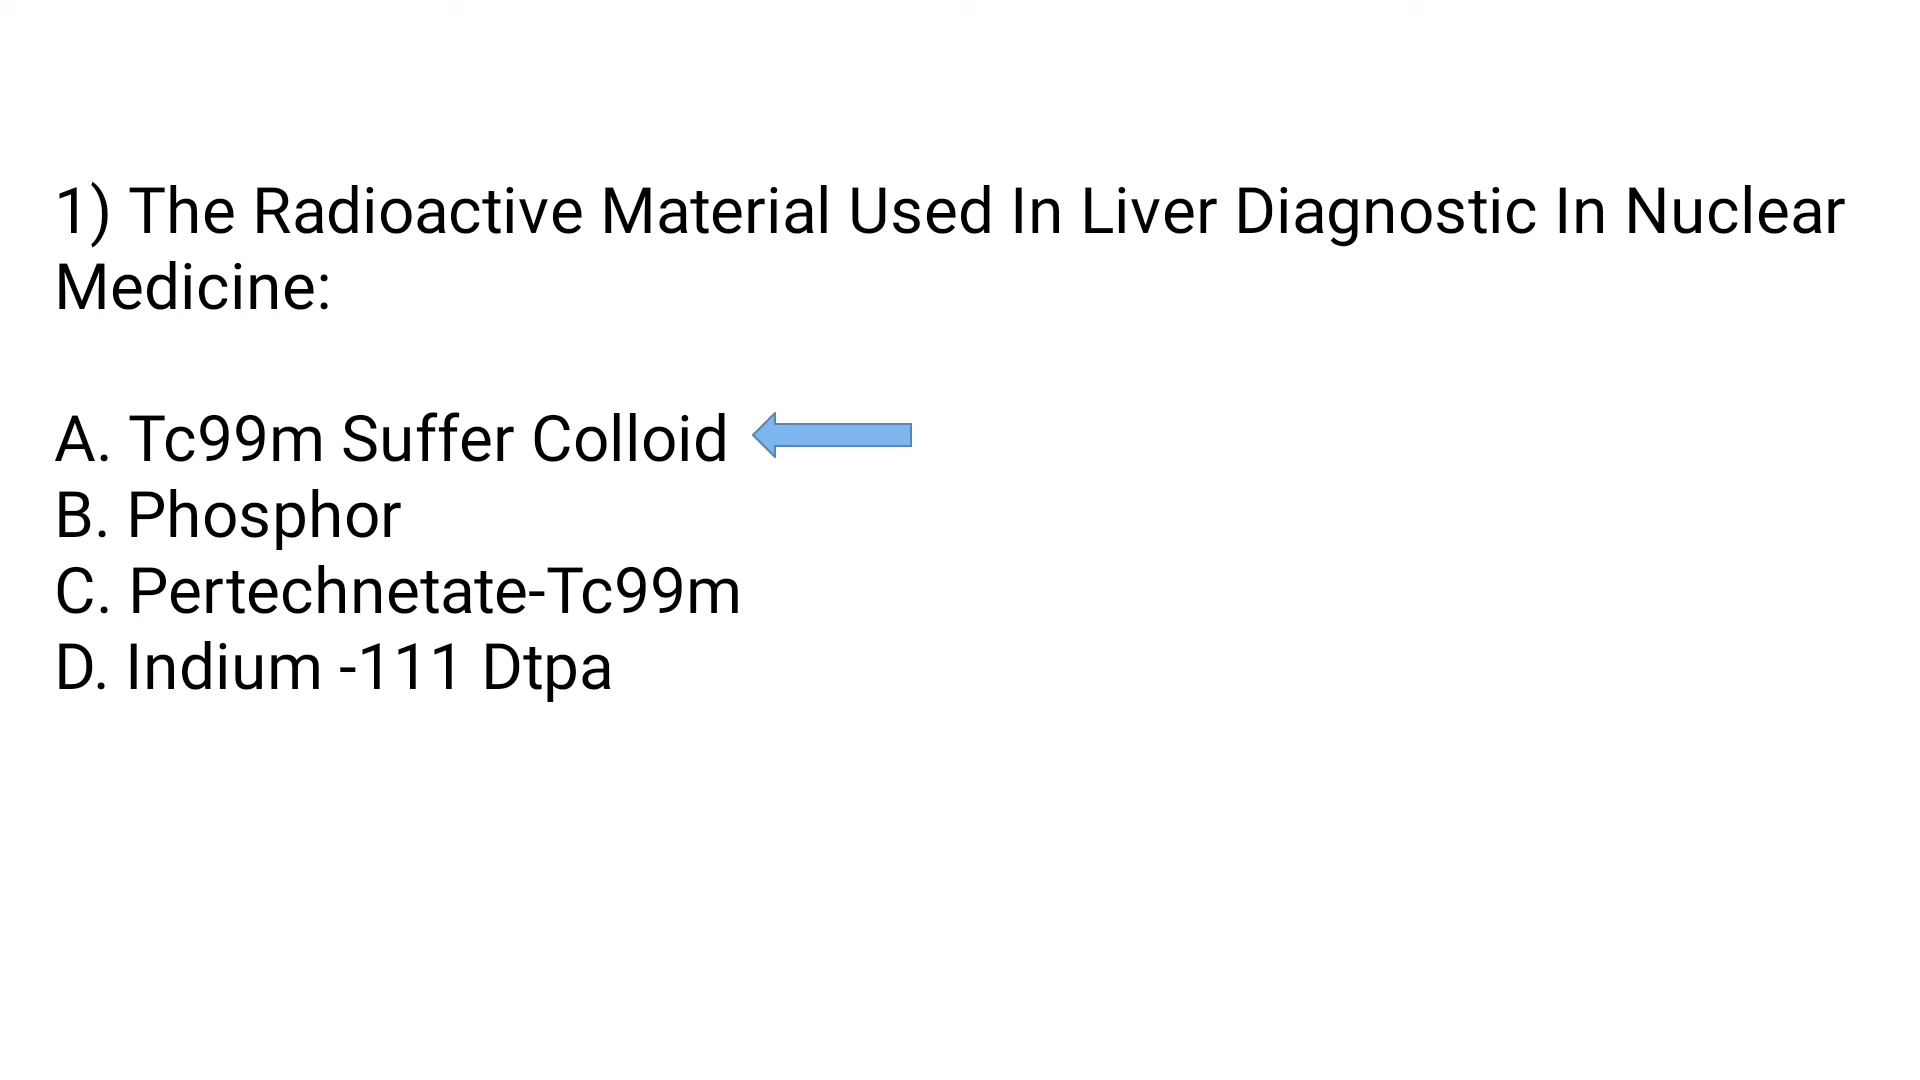 1) The Radioactive Material Used In Liver Diagnostic In Nuclear
Medicine:
A. Tc99m Suffer Colloid
B. Phosphor
C. Pertechnetate-Tc99m
D. Indium -111 Dtpa